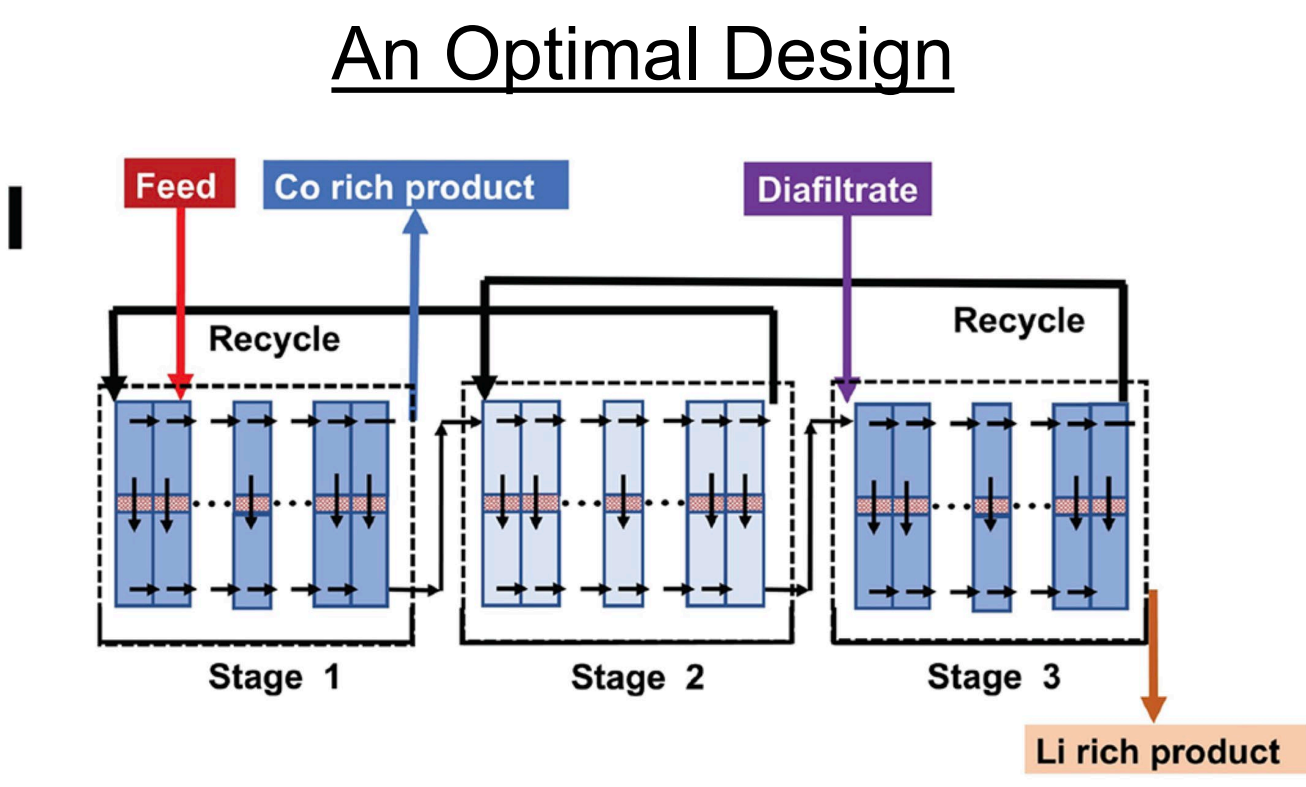 An Optimal Design
I
Feed
Co rich product
Diafiltrate
Recycle
Recycle
Stage 1
Stage 2
Stage 3
Li rich product